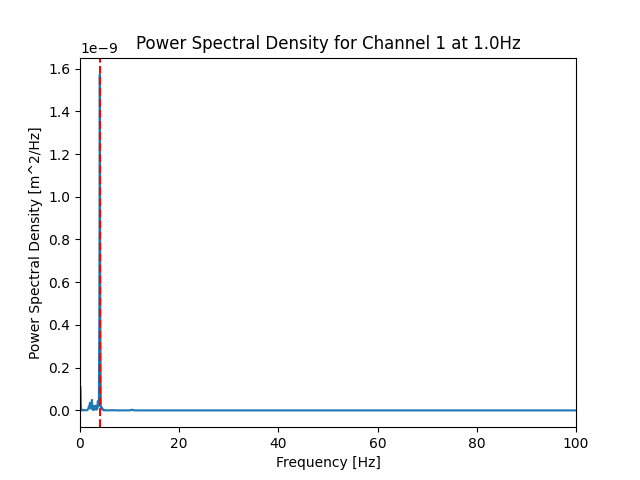 Power Spectral Density for Channel 1 at 1.0Hz
1e−9
1.6
1.4
1.2
1.0
0.8
0.6
0.4
0.2
0.0
Power Spectral Density [m^2/Hz]
0 20 40 60 80 100
Frequency [Hz]